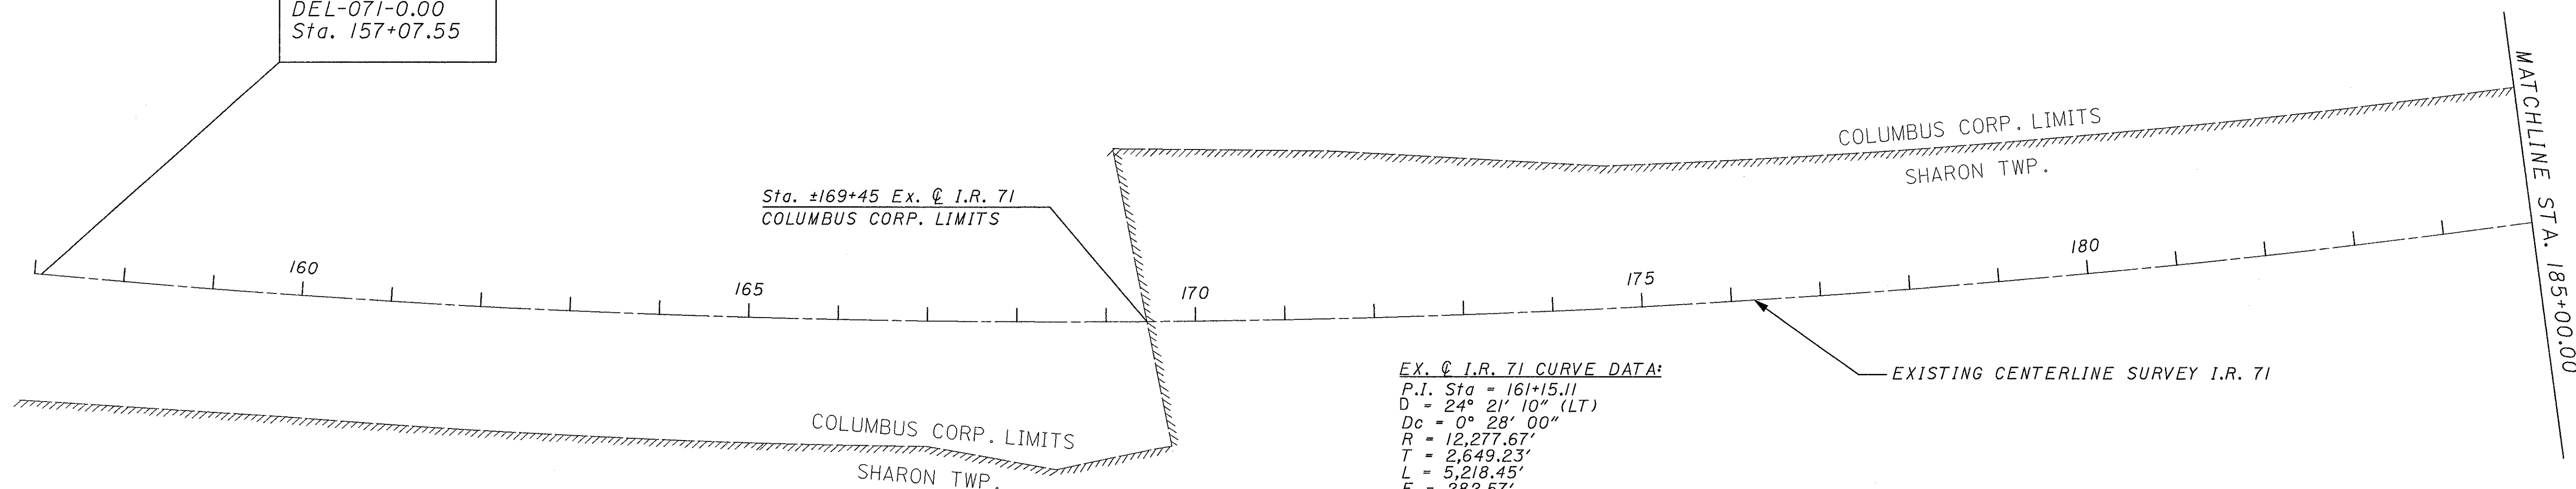 DEL-071-0.00
Sta. 157+07.55
MATCHLINE STA. 185+00.00
COLUMBUS CORP. LIMITS
SHARON TWP.
Sta. ±169+45 Ex. ℄ I.R. 71
COLUMBUS CORP. LIMITS
160
165
170
175
180
EX. ℄ I.R. 71 CURVE DATA:
P.I. Sta = 161+15.11
D = 24° 21' 10" (LT)
Dc = 0° 28' 00"
R = 12,277.67'
T = 2,649.23'
L = 5,218.45'
EXISTING CENTERLINE SURVEY I.R. 71
COLUMBUS CORP. LIMITS
SHARON TWP.